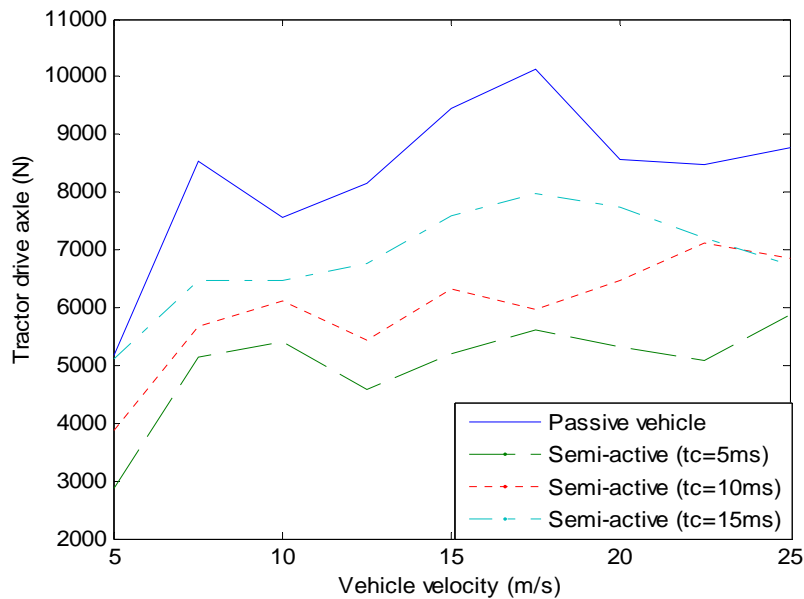 11000
10000
9000
8000
7000
6000
5000
4000
3000
2000
Tractor drive axle (N)
Passive vehicle
Semi-active (tc=5ms)
Semi-active (tc=10ms)
Semi-active (tc=15ms)
5 10 15 20 25
Vehicle velocity (m/s)